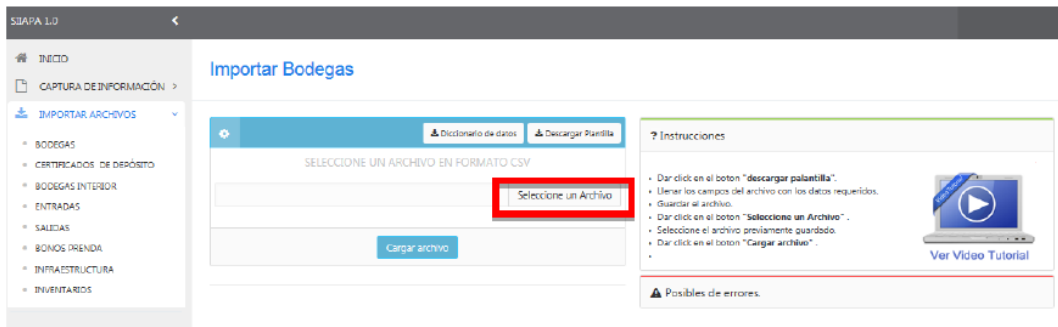 SIIAPA 1.0
INICIO
CAPTURA DE INFORMACIÓN
IMPORTAR ARCHIVOS
BODEGAS
CERTIFICADOS DE DEPÓSITO
BODEGAS INTERIOR
ENTRADAS
SALIDAS
BONOS PRENDA
INFRAESTRUCTURA
INVENTARIOS
Importar Bodegas
Diccionario de datos Descargar Plantilla
SELECCIONE UN ARCHIVO EN FORMATO CSV
Seleccione un Archivo
Cargar archivo
? Instrucciones
Dar click en el boton "descargar palantilla".
Llenar los campos del archivo con los datos requeridos.
Guardar el archivo.
Dar click en el boton "Seleccione un Archivo" .
Seleccione el archivo previamente guardado.
Dar click en el boton "Cargar archivo" .
Video Tutorial
Ver Video Tutorial
Posibles de errores.